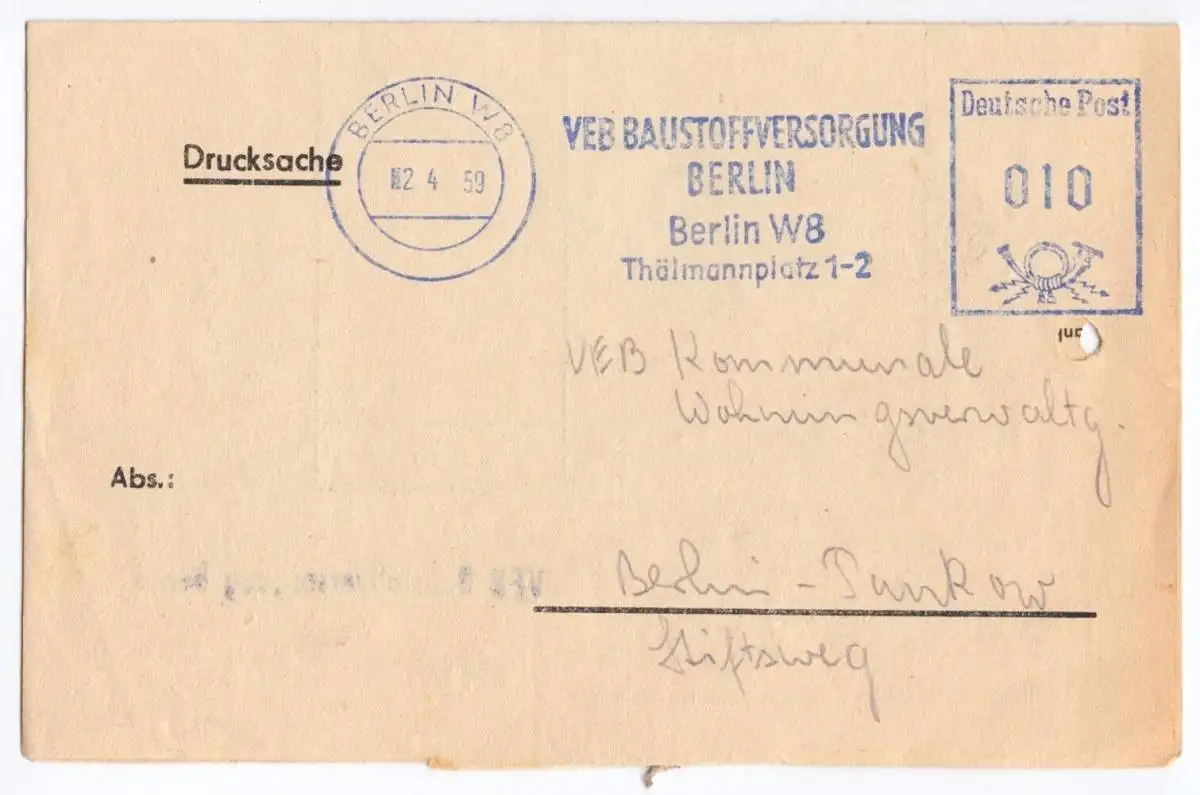 BERLIN W8
2 4 59
VEB BAUSTOFFVERSORGUNG
BERLIN
Berlin W8
Thälmannplatz 1-2
Deutsche Post
010
Drucksache
VEB Kommunale
Wohnungsverwaltg.
Abs.:
Berlin - Pankow
Stiftsweg